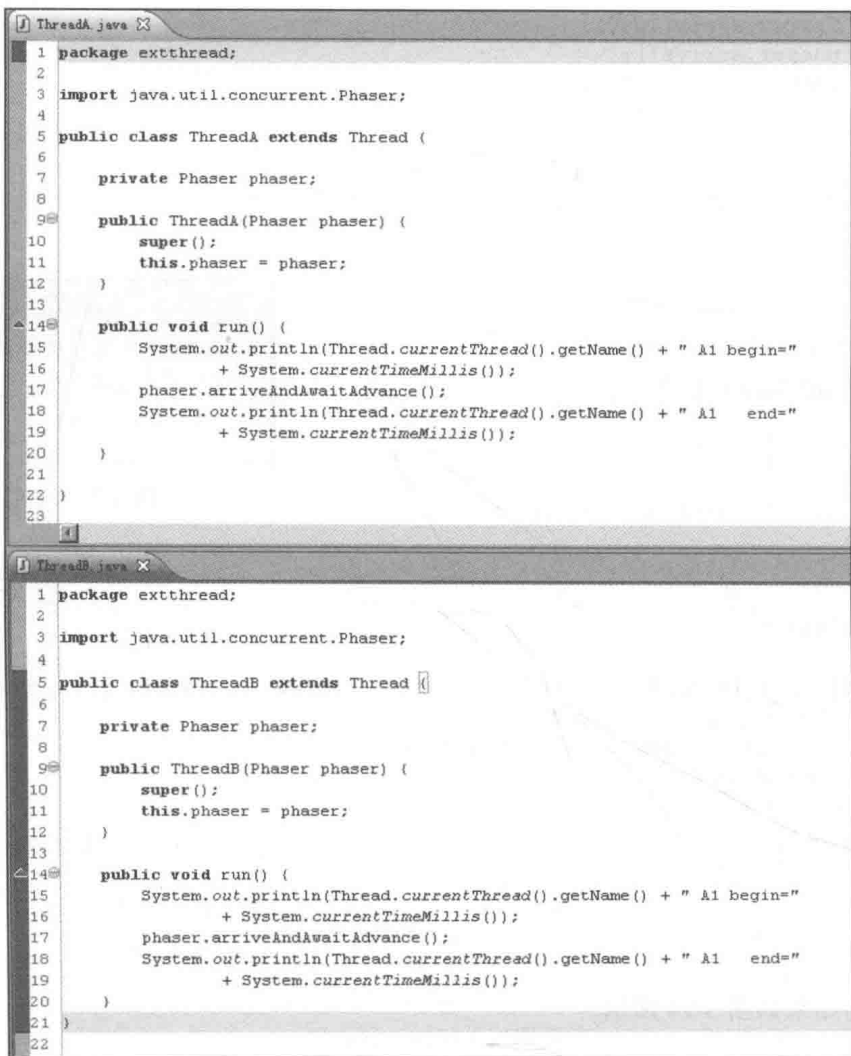 ThreadA.java
1 package extthread;
2
3 import java.util.concurrent.Phaser;
4
5 public class ThreadA extends Thread {
6
7     private Phaser phaser;
8
9     public ThreadA(Phaser phaser) {
10         super();
11         this.phaser = phaser;
12     }
13
14     public void run() {
15         System.out.println(Thread.currentThread().getName() + " A1 begin="
16                 + System.currentTimeMillis());
17         phaser.arriveAndAwaitAdvance();
18         System.out.println(Thread.currentThread().getName() + " A1   end="
19                 + System.currentTimeMillis());
20     }
21
22 }
23
ThreadB.java
1 package extthread;
2
3 import java.util.concurrent.Phaser;
4
5 public class ThreadB extends Thread {
6
7     private Phaser phaser;
8
9     public ThreadB(Phaser phaser) {
10         super();
11         this.phaser = phaser;
12     }
13
14     public void run() {
15         System.out.println(Thread.currentThread().getName() + " A1 begin="
16                 + System.currentTimeMillis());
17         phaser.arriveAndAwaitAdvance();
18         System.out.println(Thread.currentThread().getName() + " A1   end="
19                 + System.currentTimeMillis());
20     }
21 }
22